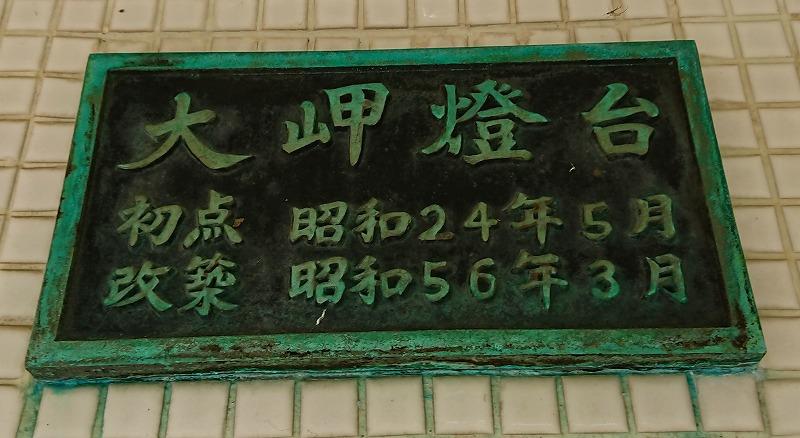 大岬燈台
初点 昭和24年5月
改築 昭和56年3月